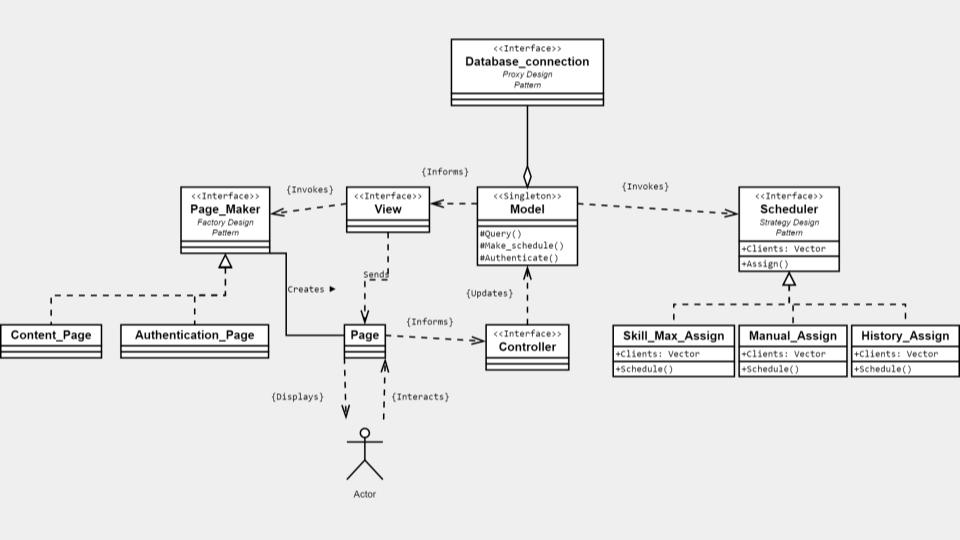 <<Interface>>
Database_connection
Proxy Design
Pattern
{Informs}
{Invokes}
{Invokes}
<<Interface>>
Page_Maker
Factory Design
Pattern
<<Interface>>
View
<<Singleton>>
Model
#Query()
#Make_schedule()
#Authenticate()
<<Interface>>
Scheduler
Strategy Design
Pattern
+Clients: Vector
+Assign()
Sends
Creates ►
{Updates}
{Informs}
Content_Page
Authentication_Page
Page
<<Interface>>
Controller
Skill_Max_Assign
+Clients: Vector
+Schedule()
Manual_Assign
+Clients: Vector
+Schedule()
History_Assign
+Clients: Vector
+Schedule()
{Displays}
{Interacts}
Actor